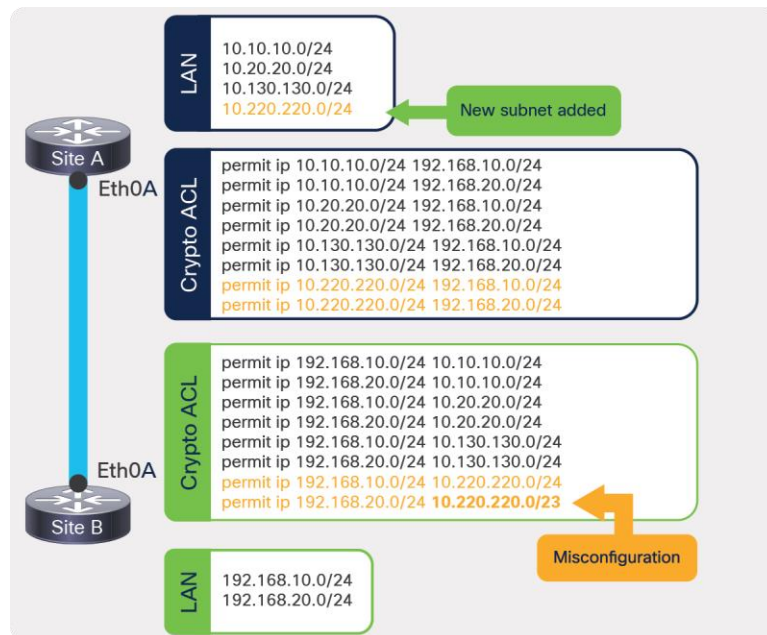 LAN
10.10.10.0/24
10.20.20.0/24
10.130.130.0/24
10.220.220.0/24
New subnet added
Site A
Eth0A
Crypto ACL
permit ip 10.10.10.0/24 192.168.10.0/24
permit ip 10.10.10.0/24 192.168.20.0/24
permit ip 10.20.20.0/24 192.168.10.0/24
permit ip 10.20.20.0/24 192.168.20.0/24
permit ip 10.130.130.0/24 192.168.10.0/24
permit ip 10.130.130.0/24 192.168.20.0/24
permit ip 10.220.220.0/24 192.168.10.0/24
permit ip 10.220.220.0/24 192.168.20.0/24
Crypto ACL
permit ip 192.168.10.0/24 10.10.10.0/24
permit ip 192.168.20.0/24 10.10.10.0/24
permit ip 192.168.10.0/24 10.20.20.0/24
permit ip 192.168.20.0/24 10.20.20.0/24
permit ip 192.168.10.0/24 10.130.130.0/24
permit ip 192.168.20.0/24 10.130.130.0/24
permit ip 192.168.10.0/24 10.220.220.0/24
permit ip 192.168.20.0/24 10.220.220.0/23
Eth0A
Site B
Misconfiguration
LAN
192.168.10.0/24
192.168.20.0/24